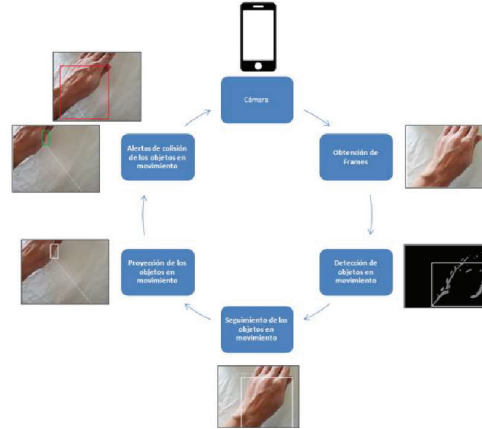 Cámara
Obtención de
Frames
Detección de
objetos en
movimiento
Seguimiento de los
objetos en
movimiento
Proyección de los
objetos en
movimiento
Alertas de colisión
de los objetos en
movimiento